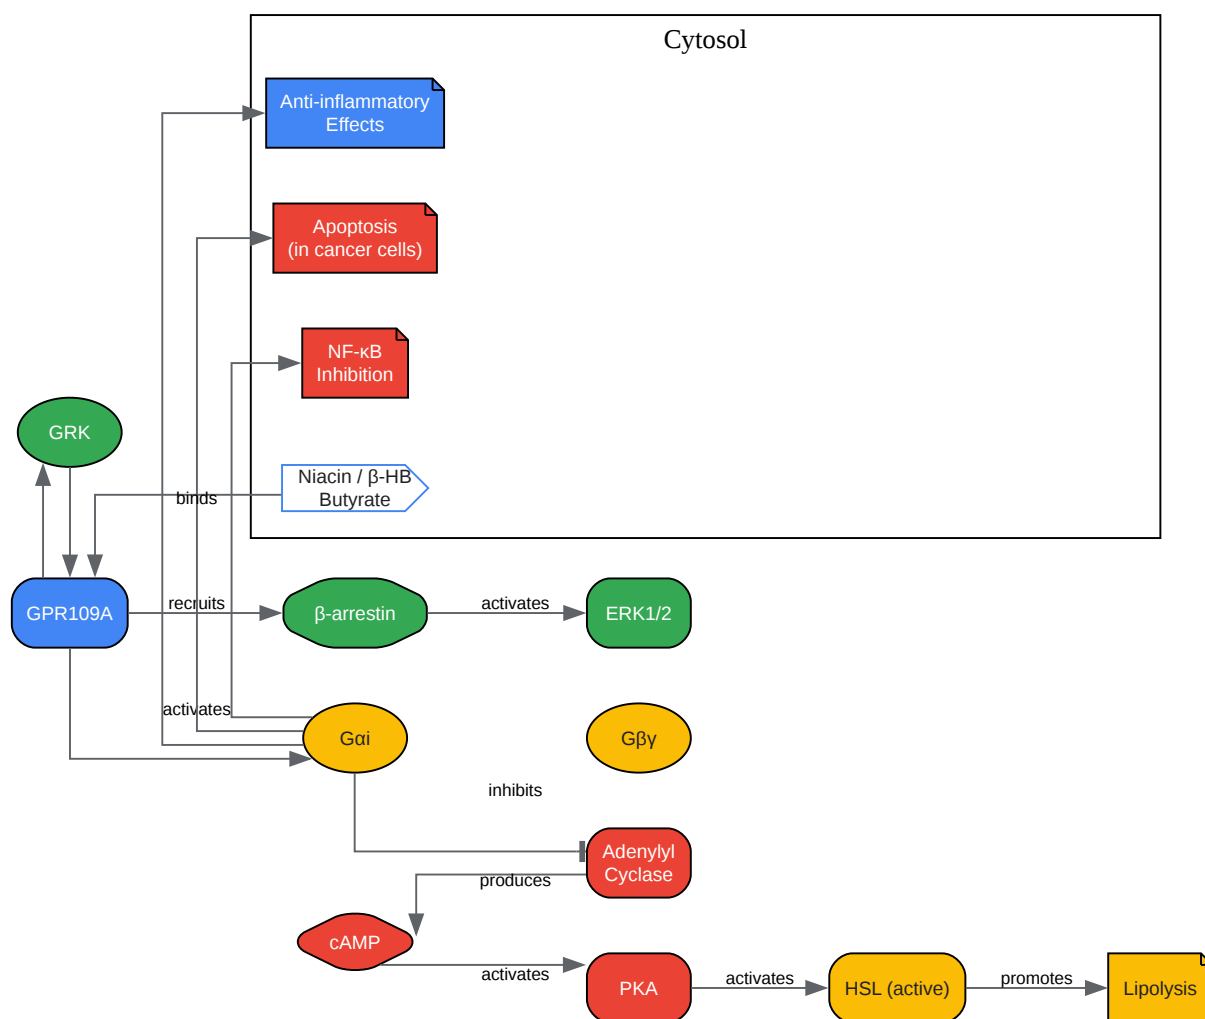 Cytosol
Anti-inflammatory
Effects
Apoptosis
(in cancer cells)
NF-κB
Inhibition
GRK
Niacin / β-HB
Butyrate
binds
GPR109A
recruits
β-arrestin
activates
ERK1/2
activates
Gαi
Gβγ
inhibits
Adenylyl
Cyclase
produces
cAMP
activates
PKA
activates
HSL (active)
promotes
Lipolysis